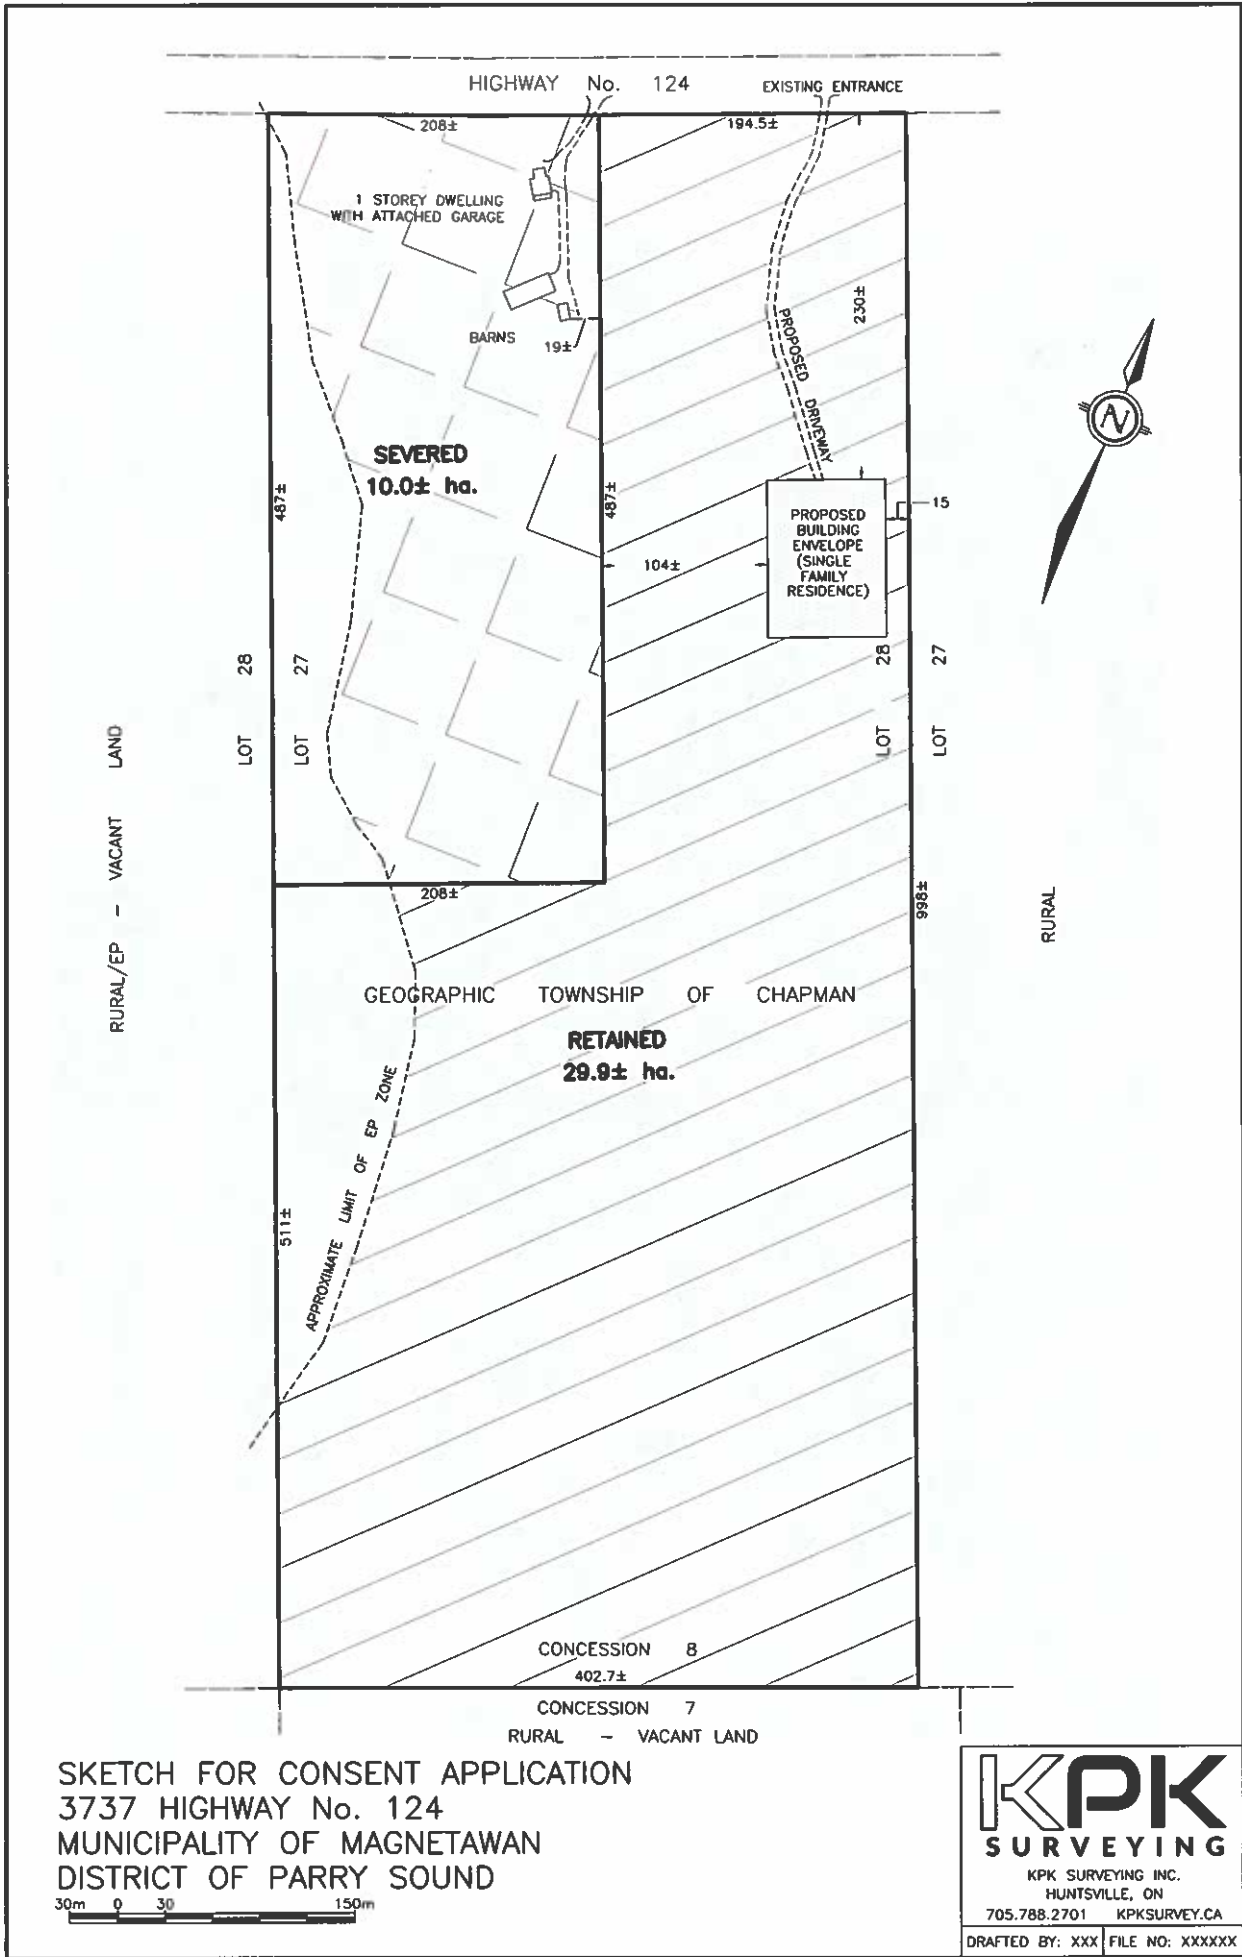 HIGHWAY No. 124
EXISTING ENTRANCE
208±
194.5±
1 STOREY DWELLING
WITH ATTACHED GARAGE
BARNS
19±
230±
PROPOSED DRIVEWAY
SEVERED
10.0± ha.
487±
487±
15
PROPOSED
BUILDING
ENVELOPE
(SINGLE
FAMILY
RESIDENCE)
104±
N
LOT 28
LOT 27
LOT 28
LOT 27
RURAL/EP - VACANT LAND
208±
998±
RURAL
GEOGRAPHIC TOWNSHIP OF CHAPMAN
RETAINED
29.9± ha.
APPROXIMATE LIMIT OF EP ZONE
511±
CONCESSION 8
402.7±
CONCESSION 7
RURAL - VACANT LAND
SKETCH FOR CONSENT APPLICATION
3737 HIGHWAY No. 124
MUNICIPALITY OF MAGNETAWAN
DISTRICT OF PARRY SOUND
30m 0 30 150m
KPK
SURVEYING
KPK SURVEYING INC.
HUNTSVILLE, ON
705.788.2701 KPKSURVEY.CA
DRAFTED BY: XXX FILE NO: XXXXXX